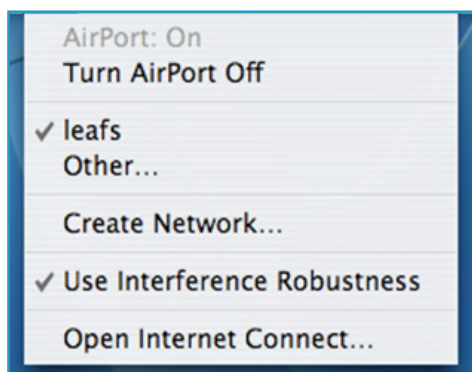 AirPort: On
Turn AirPort Off
leafs
Other...
Create Network...
Use Interference Robustness
Open Internet Connect...